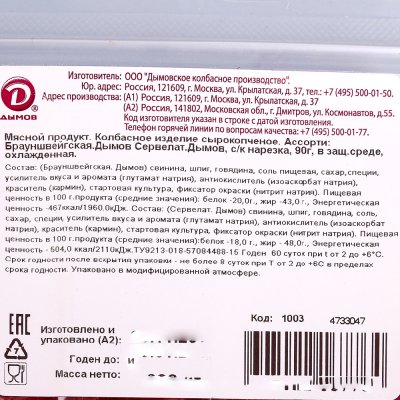 Изготовитель: ООО "Дымовское колбасное производство".
Юр. адрес: Россия, 121609, г. Москва, ул. Крылатская, д. 37, тел.: +7 (495) 500-01-50.
Адрес производства: (А1) Россия, 121609, г. Москва, ул. Крылатская, д. 37
(А2) Россия, 141802, Московская обл., г. Дмитров, ул. Космонавтов, д.55.
Код изготовителя указан перед датой изготовления.
Телефон горячей линии по вопросам качества: +7 (495) 500-01-77.
ДЫМОВ
Мясной продукт. Колбасное изделие сырокопченое. Ассорти:
Брауншвейгская.Дымов Сервелат.Дымов, с/к нарезка, 90г, в защ.среде,
охлажденная.
Состав: (Брауншвейгская. Дымов) свинина, шпиг, говядина, соль пищевая, сахар,специи,
усилитель вкуса и аромата (глутамат натрия), антиокислитель (изоаскорбат натрия),
краситель (кармин), стартовая культура, фиксатор окраски (нитрит натрия). Пищевая
ценность в 100 г.продукта (средние значения): белок -20,0г., жир -43,0 г., Энергетическая
ценность -467ккал/1960.0кДж. Состав: (Сервелат. Дымов) свинина, шпиг, говядина, соль,
сахар, специи, усилитель вкуса и аромата (глутамат натрия), антиокислитель (изоаскорбат
натрия), краситель (кармин), стартовая культура, фиксатор окраски (нитрит натрия). Пищевая
ценность в 100 г.продукта (средние значения):белок -18,0 г., жир - 48,0г., Энергетическая
ценность - 504,0 ккал/2110кДж.ТУ9213-018-57084488-15 Годен 60 суток при t от 2 до +6°С.
Срок годности после вскрытия упаковки - не более 8 суток при Т от 2 до +6С в пределах
срока годности. Упаковано в модифицированной атмосфере.
Код: 1003 4733047
Изготовлено и
упаковано (А2):
Годен до: и
Масса нетто: